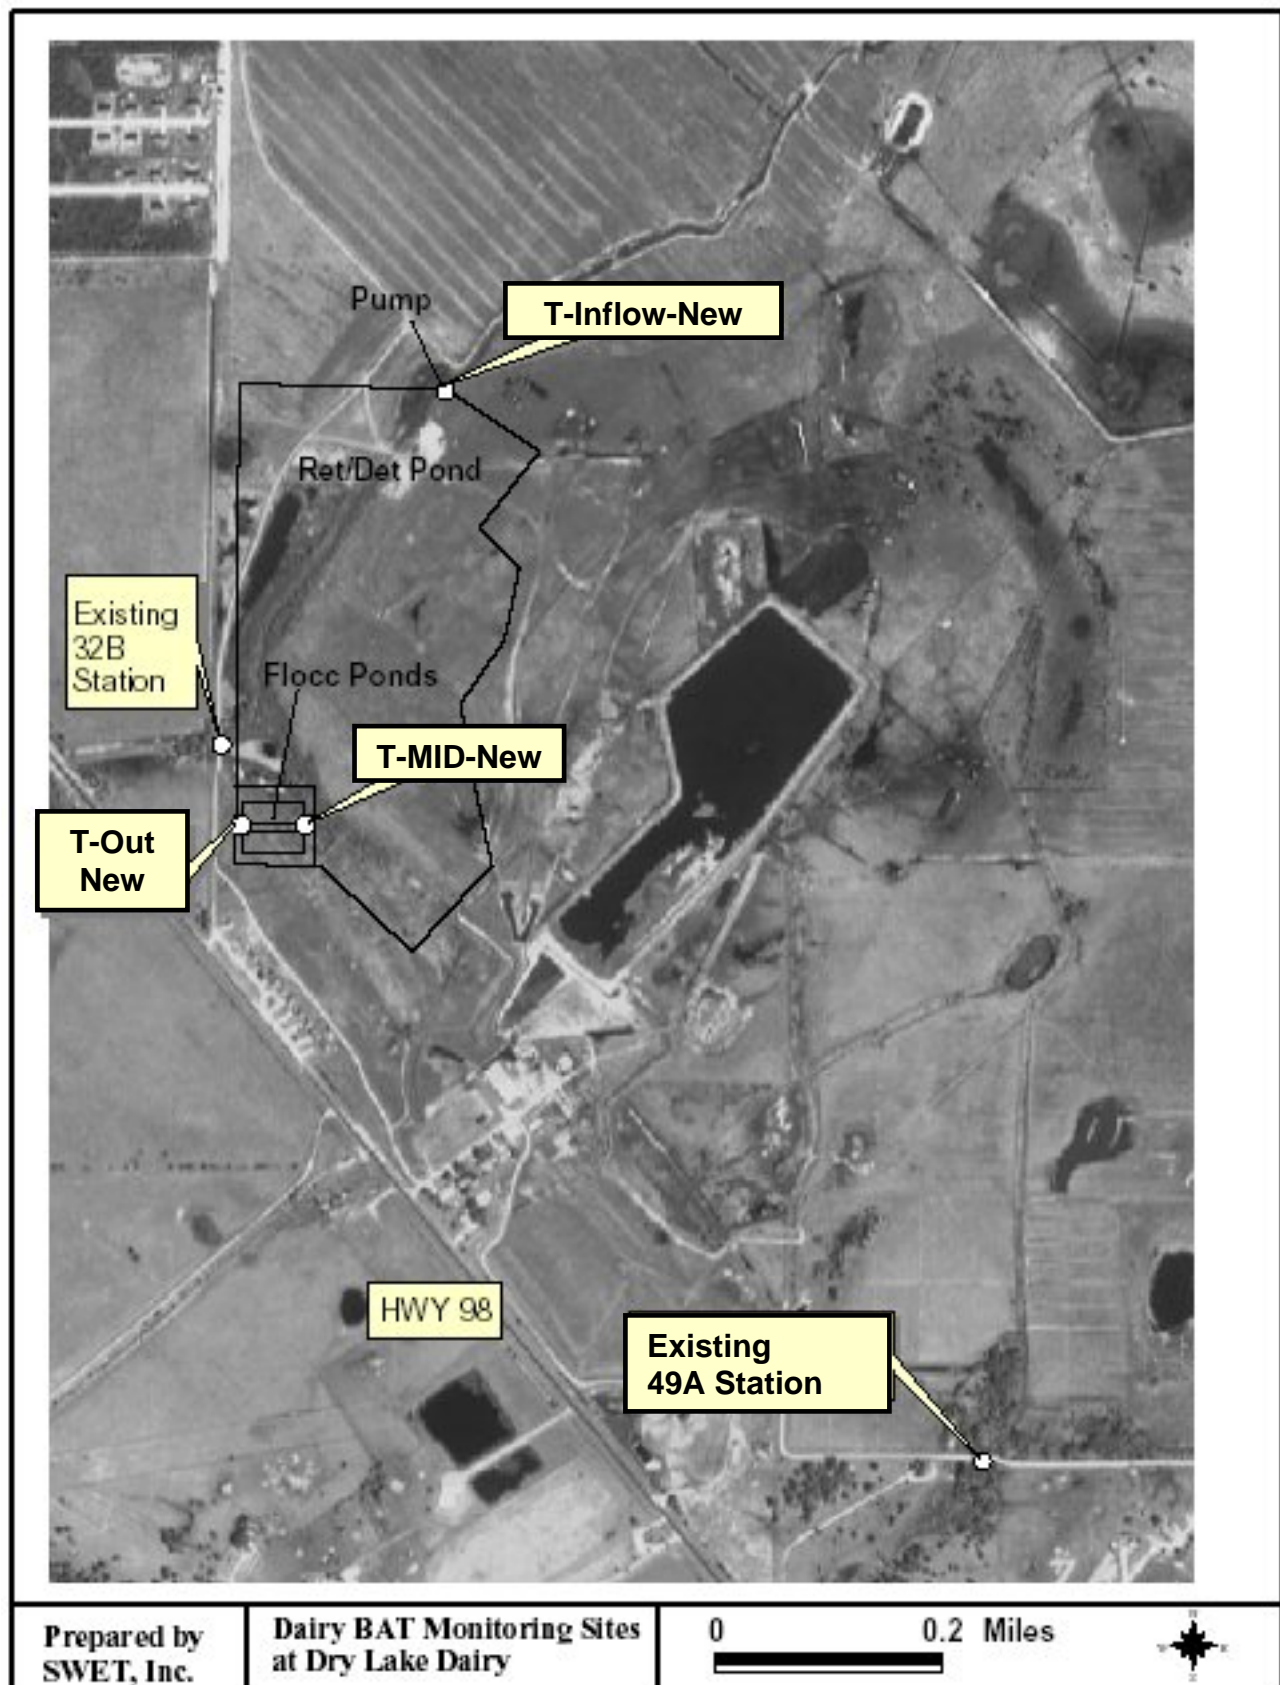 Pump
T-Inflow-New
Ret/Det Pond
Existing
32B
Station
Flocc Ponds
T-MID-New
T-Out
New
HWY 98
Existing
49A Station
Prepared by
SWET, Inc.
Dairy BAT Monitoring Sites
at Dry Lake Dairy
0 0.2 Miles